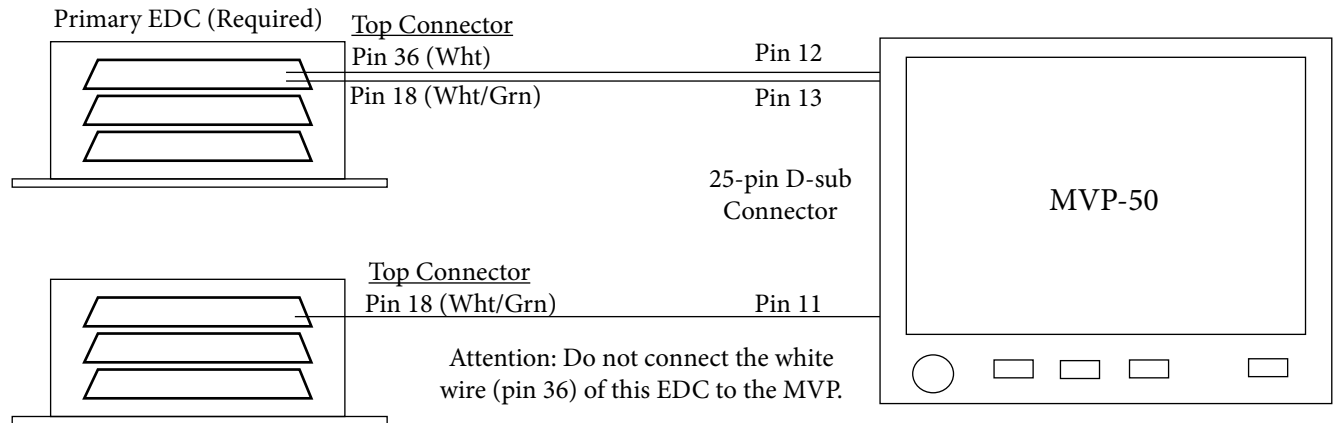 Primary EDC (Required)
Top Connector
Pin 36 (Wht)
Pin 12
Pin 18 (Wht/Grn)
Pin 13
25-pin D-sub
Connector
MVP-50
Top Connector
Pin 18 (Wht/Grn)
Pin 11
Attention: Do not connect the white
wire (pin 36) of this EDC to the MVP.